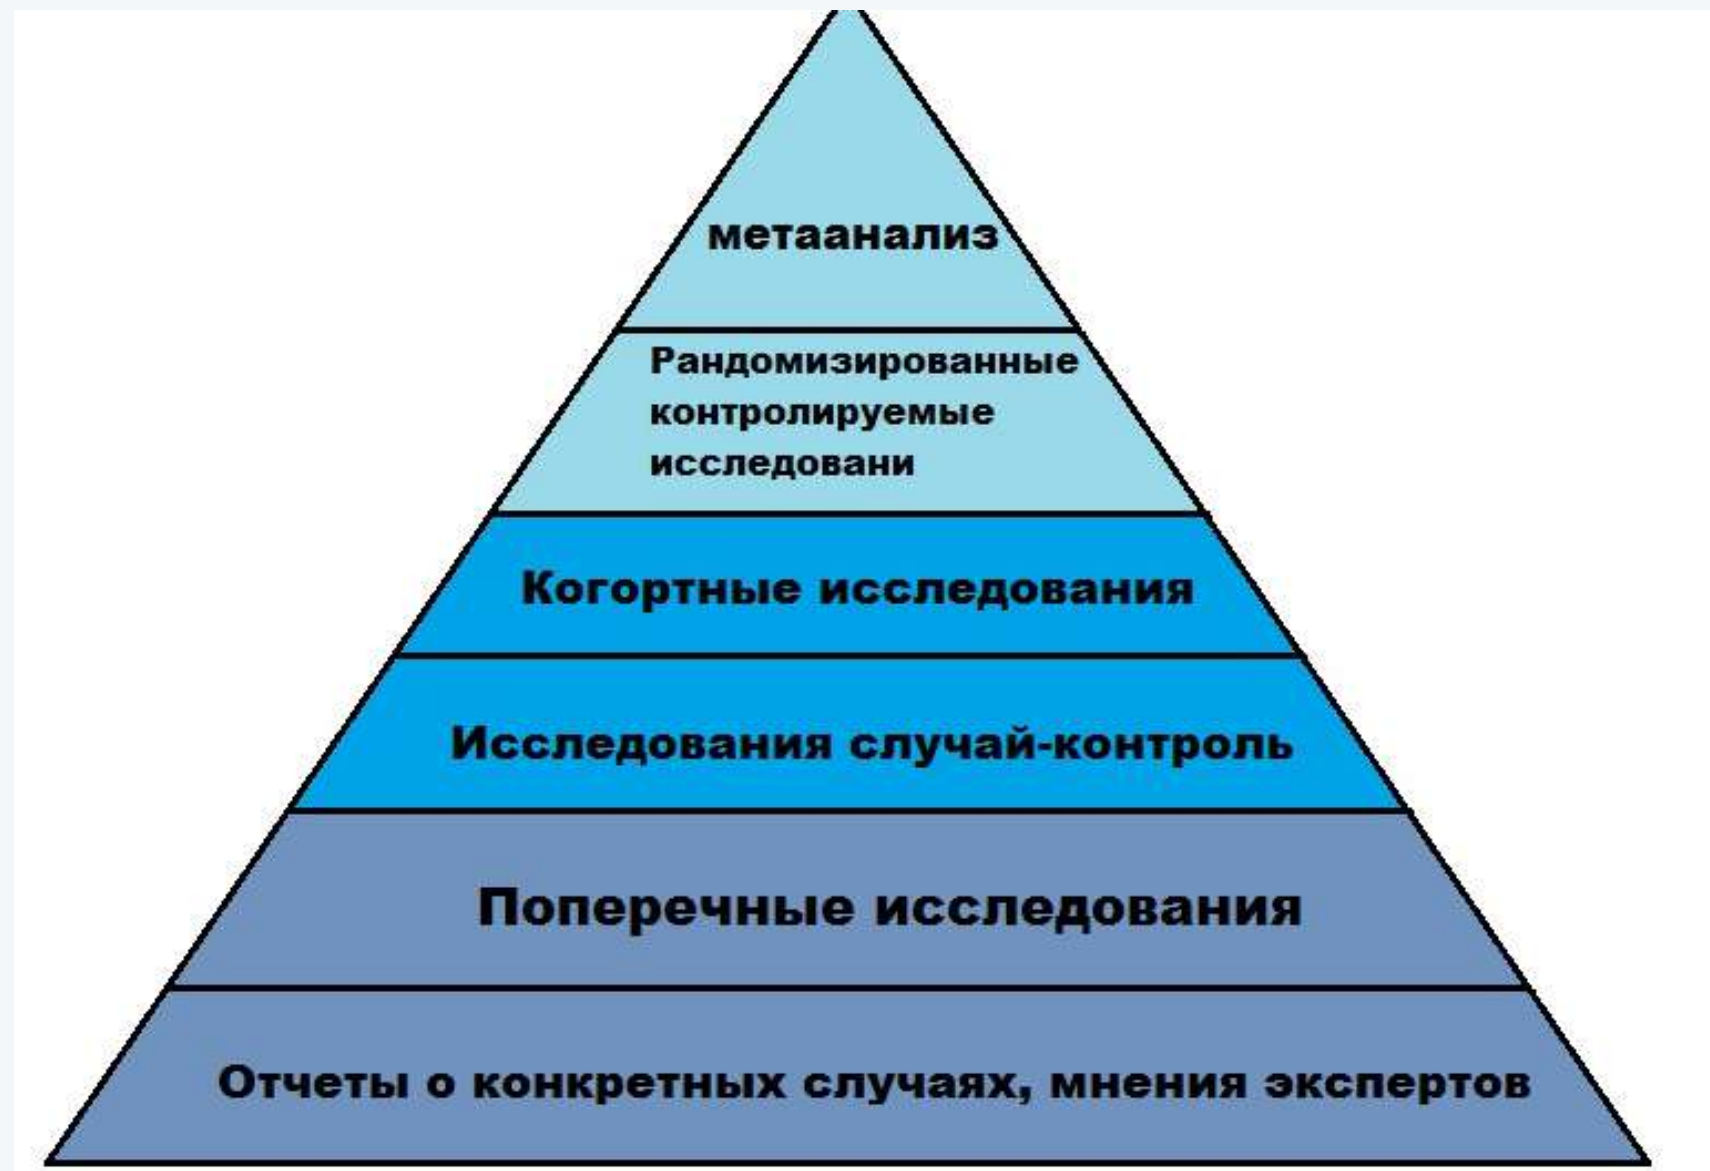 метаанализ
Рандомизированные
контролируемые
исследовани
Когортные исследования
Исследования случай-контроль
Поперечные исследования
Отчеты о конкретных случаях, мнения экспертов